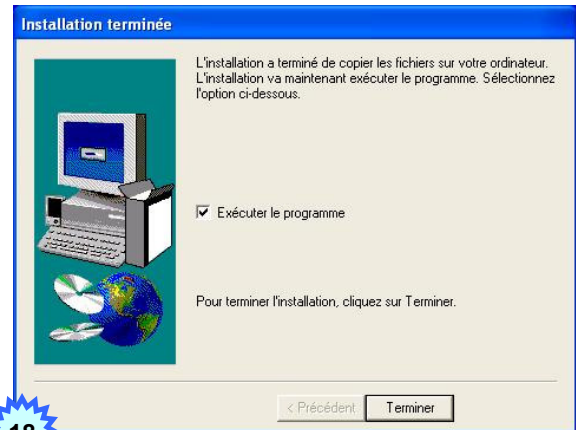 Installation terminée
L'installation a terminé de copier les fichiers sur votre ordinateur.
L'installation va maintenant exécuter le programme. Sélectionnez
l'option ci-dessous.
Exécuter le programme
Pour terminer l'installation, cliquez sur Terminer.
< Précédent Terminer
18